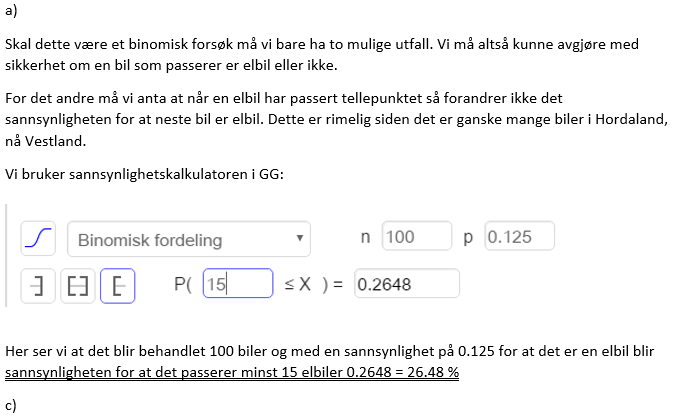 a)
Skal dette være et binomisk forsøk må vi bare ha to mulige utfall. Vi må altså kunne avgjøre med
sikkerhet om en bil som passerer er elbil eller ikke.
For det andre må vi anta at når en elbil har passert tellepunktet så forandrer ikke det
sannsynligheten for at neste bil er elbil. Dette er rimelig siden det er ganske mange biler i Hordaland,
nå Vestland.
Vi bruker sannsynlighetskalkulatoren i GG:
Binomisk fordeling n 100 p 0.125
P( 15 ≤ X ) = 0.2648
Her ser vi at det blir behandlet 100 biler og med en sannsynlighet på 0.125 for at det er en elbil blir
sannsynligheten for at det passerer minst 15 elbiler 0.2648 = 26.48 %
c)